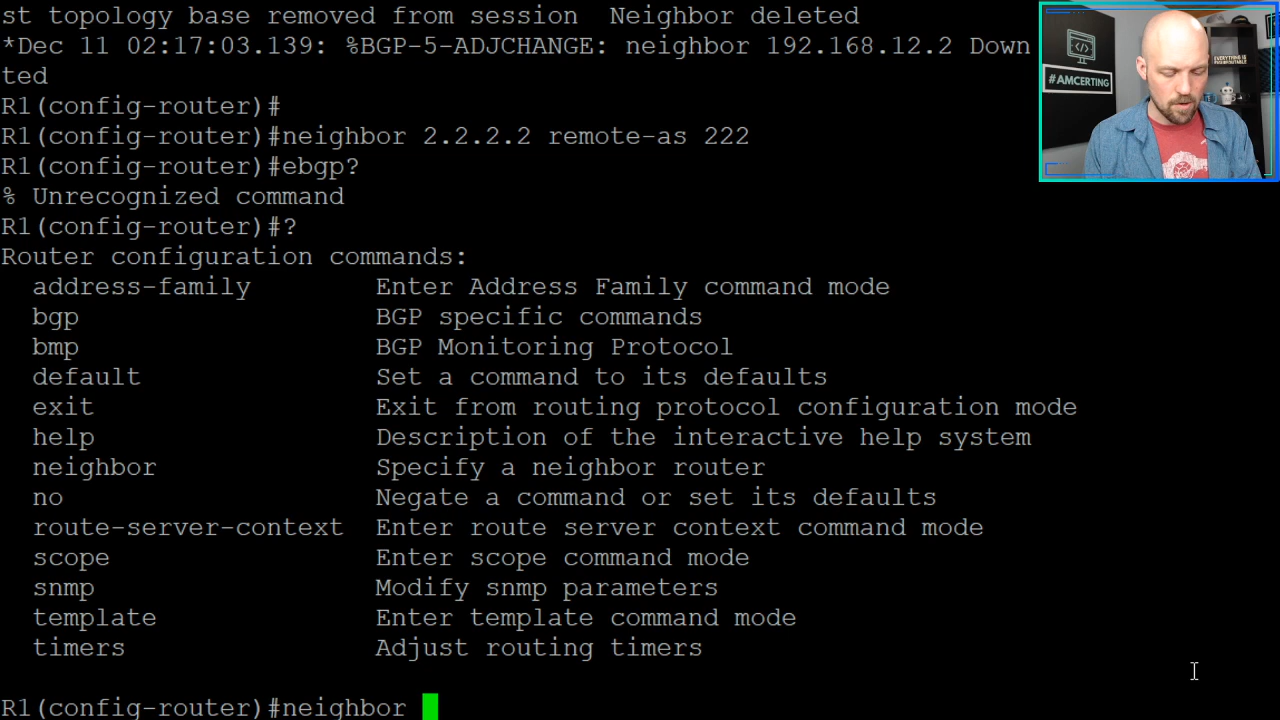 st topology base removed from session  Neighbor deleted
*Dec 11 02:17:03.139: %BGP-5-ADJCHANGE: neighbor 192.168.12.2 Down
ted
R1(config-router)#
R1(config-router)#neighbor 2.2.2.2 remote-as 222
R1(config-router)#ebgp?
% Unrecognized command
R1(config-router)#?
Router configuration commands:
  address-family        Enter Address Family command mode
  bgp                   BGP specific commands
  bmp                   BGP Monitoring Protocol
  default               Set a command to its defaults
  exit                  Exit from routing protocol configuration mode
  help                  Description of the interactive help system
  neighbor              Specify a neighbor router
  no                    Negate a command or set its defaults
  route-server-context  Enter route server context command mode
  scope                 Enter scope command mode
  snmp                  Modify snmp parameters
  template              Enter template command mode
  timers                Adjust routing timers
R1(config-router)#neighbor
</>
#AMCERTING
EVERYTHING IS